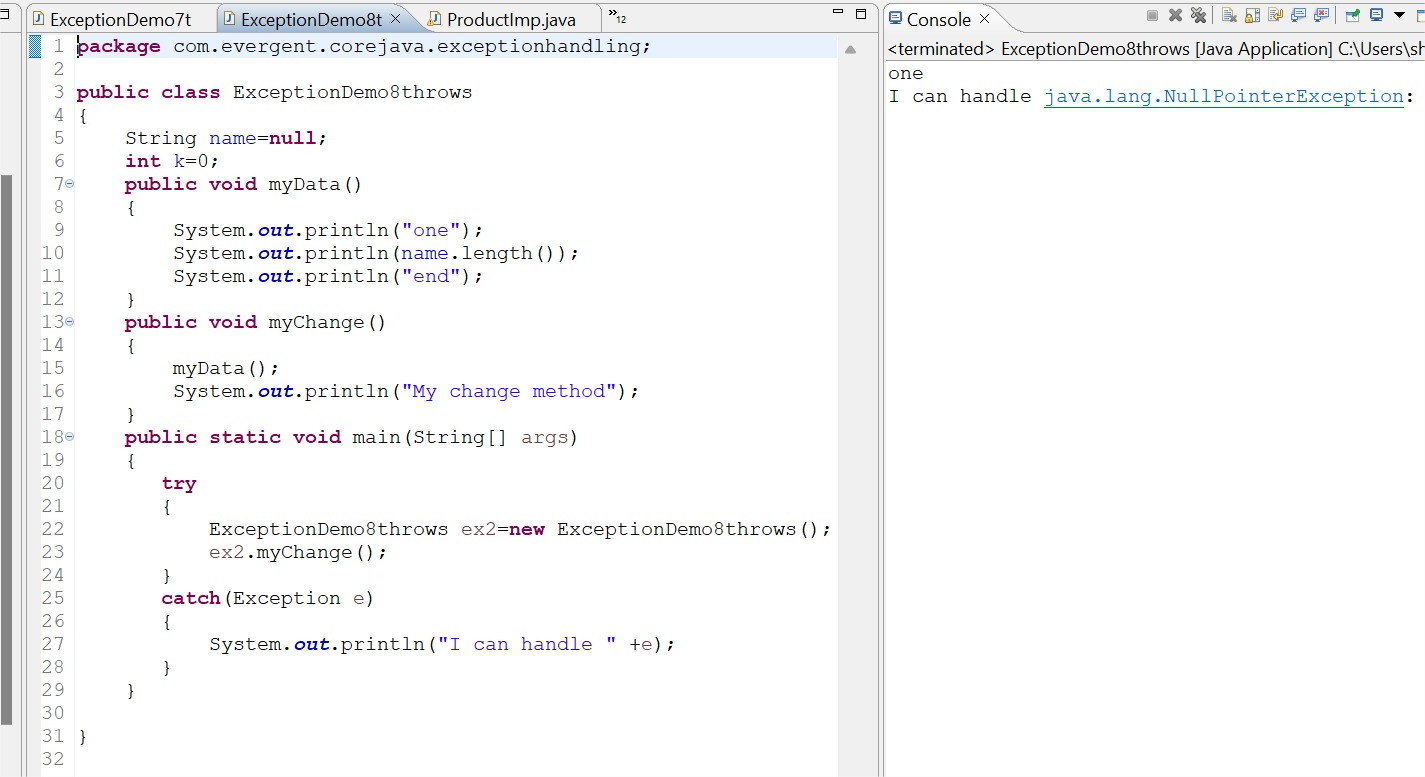 ExceptionDemo7t ExceptionDemo8t ProductImp.java »12
1 package com.evergent.corejava.exceptionhandling;
2
3 public class ExceptionDemo8throws
4 {
5     String name=null;
6     int k=0;
7     public void myData()
8     {
9         System.out.println("one");
10         System.out.println(name.length());
11         System.out.println("end");
12     }
13     public void myChange()
14     {
15         myData();
16         System.out.println("My change method");
17     }
18     public static void main(String[] args)
19     {
20        try
21        {
22            ExceptionDemo8throws ex2=new ExceptionDemo8throws();
23            ex2.myChange();
24        }
25        catch(Exception e)
26        {
27            System.out.println("I can handle " +e);
28        }
29     }
30
31 }
32
Console
<terminated> ExceptionDemo8throws [Java Application] C:\Users\sh
one
I can handle java.lang.NullPointerException: